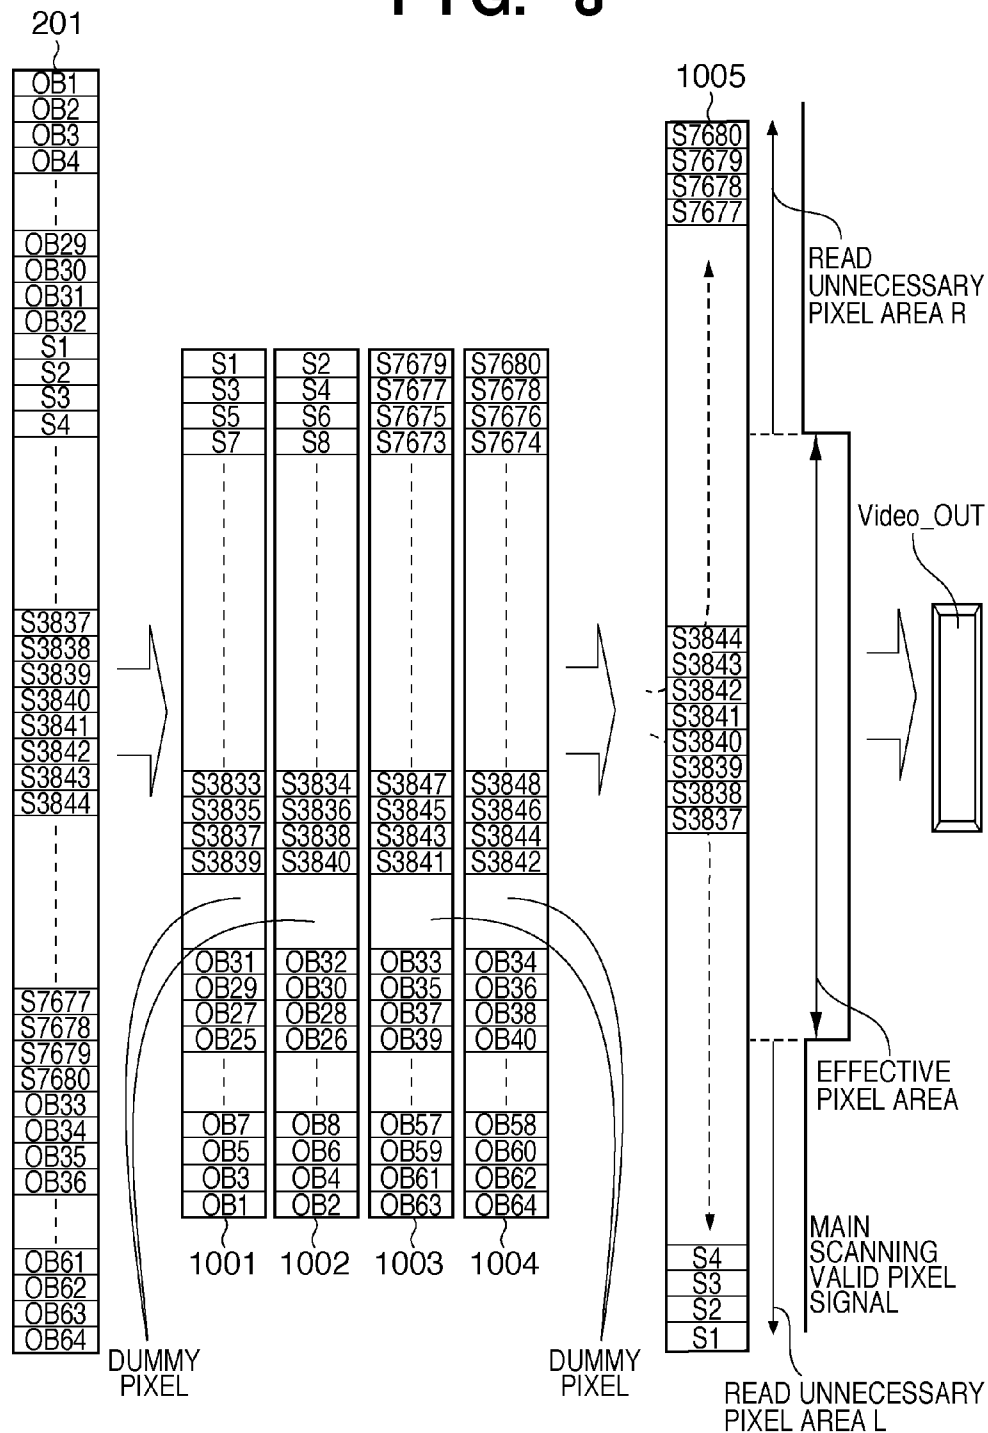 FIG. 8
201
OB1
OB2
OB3
OB4
OB29
OB30
OB31
OB32
S1
S2
S3
S4
S3837
S3838
S3839
S3840
S3841
S3842
S3843
S3844
S7677
S7678
S7679
S7680
OB33
OB34
OB35
OB36
OB61
OB62
OB63
OB64
S1 S2 S7679 S7680
S3 S4 S7677 S7678
S5 S6 S7675 S7676
S7 S8 S7673 S7674
S3833 S3834 S3847 S3848
S3835 S3836 S3845 S3846
S3837 S3838 S3843 S3844
S3839 S3840 S3841 S3842
OB31 OB32 OB33 OB34
OB29 OB30 OB35 OB36
OB27 OB28 OB37 OB38
OB25 OB26 OB39 OB40
OB7 OB8 OB57 OB58
OB5 OB6 OB59 OB60
OB3 OB4 OB61 OB62
OB1 OB2 OB63 OB64
1001 1002 1003 1004
DUMMY
PIXEL
DUMMY
PIXEL
1005
S7680
S7679
S7678
S7677
S3844
S3843
S3842
S3841
S3840
S3839
S3838
S3837
S4
S3
S2
S1
READ
UNNECESSARY
PIXEL AREA R
Video_OUT
EFFECTIVE
PIXEL AREA
MAIN
SCANNING
VALID PIXEL
SIGNAL
READ UNNECESSARY
PIXEL AREA L